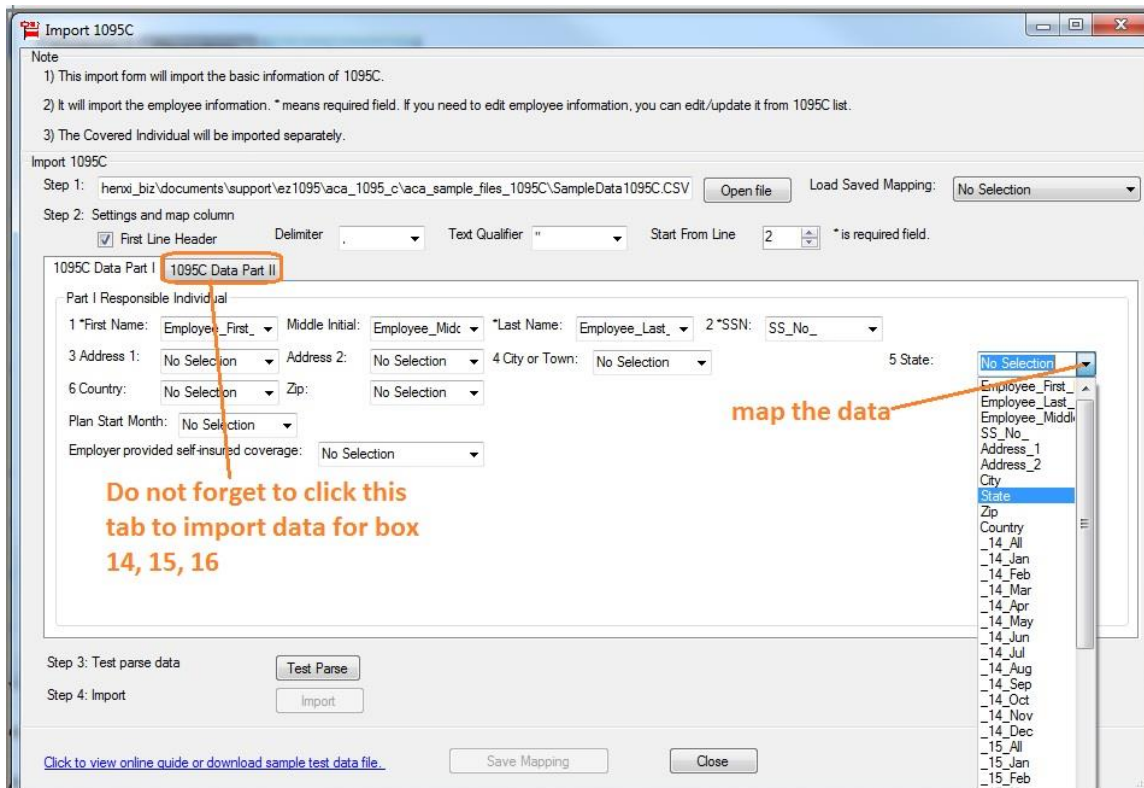 Import 1095C
Note
1) This import form will import the basic information of 1095C.
2) It will import the employee information. * means required field. If you need to edit employee information, you can edit/update it from 1095C list.
3) The Covered Individual will be imported separately.
Import 1095C
Step 1: henxi_biz\documents\support\ez1095\aca_1095_c\aca_sample_files_1095C\SampleData1095C.CSV Open file Load Saved Mapping: No Selection
Step 2: Settings and map column
First Line Header Delimiter , Text Qualifier " Start From Line 2 * is required field.
1095C Data Part I 1095C Data Part II
Part I Responsible Individual
1 *First Name: Employee_First_ Middle Initial: Employee_Midc *Last Name: Employee_Last_ 2 *SSN: SS_No_
3 Address 1: No Selection Address 2: No Selection 4 City or Town: No Selection 5 State: No Selection
6 Country: No Selection Zip: No Selection
Plan Start Month: No Selection
Employer provided self-insured coverage: No Selection
map the data
Do not forget to click this
tab to import data for box
14, 15, 16
Employee_First_
Employee_Last_
Employee_Middl
SS_No_
Address_1
Address_2
City
State
Zip
Country
_14_All
_14_Jan
_14_Feb
_14_Mar
_14_Apr
_14_May
_14_Jun
_14_Jul
_14_Aug
_14_Sep
_14_Oct
_14_Nov
_14_Dec
_15_All
_15_Jan
_15_Feb
Step 3: Test parse data Test Parse
Step 4: Import Import
Click to view online guide or download sample test data file. Save Mapping Close